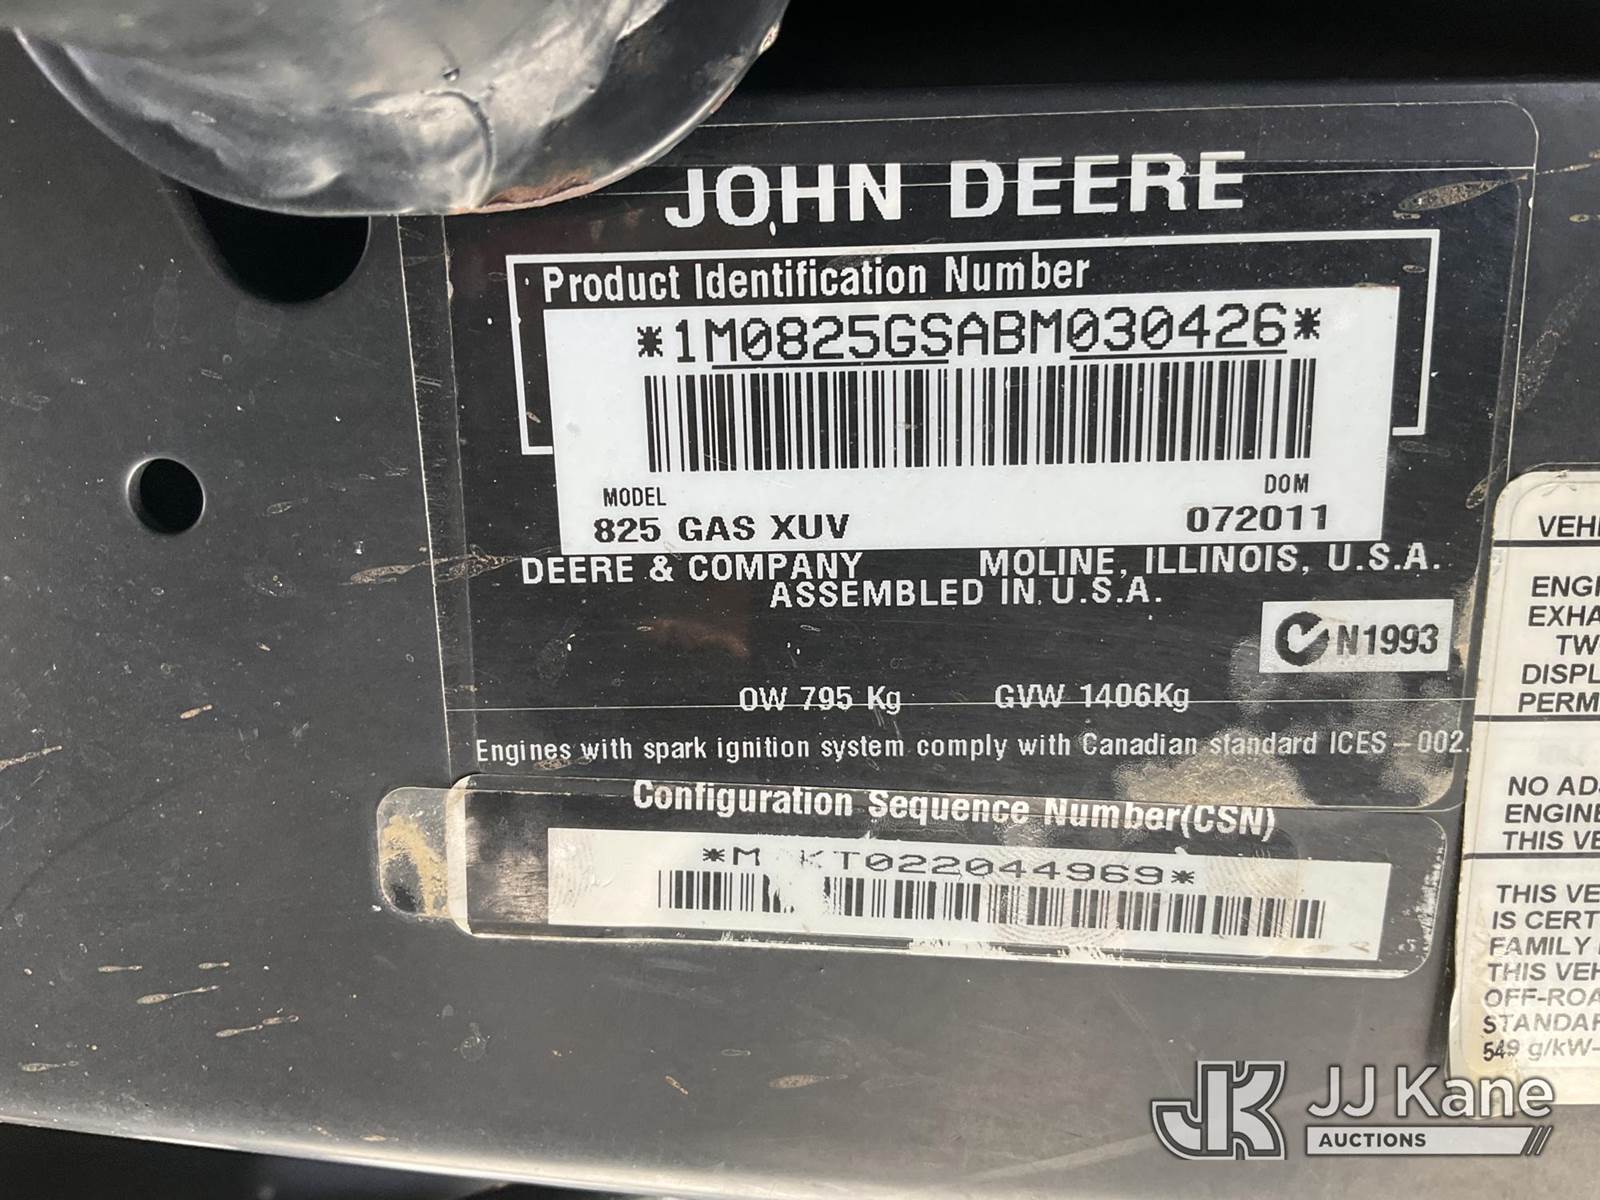 JOHN DEERE
Product Identification Number
*1M0825GSABM030426*
MODEL
DOM
825 GAS XUV
072011
DEERE & COMPANY MOLINE, ILLINOIS, U.S.A.
ASSEMBLED IN U.S.A.
N1993
OW 795 Kg GVW 1406Kg
Engines with spark ignition system comply with Canadian standard ICES-002.
Configuration Sequence Number(CSN)
*M KT022044969*
VEHI
ENGI
EXHA
TW
DISPL
PERM
NO AD
ENGINE
THIS VE
THIS VE
IS CERT
FAMILY
THIS VEH
OFF-ROA
STANDAR
549 g/kW-
JK
JJ Kane
AUCTIONS